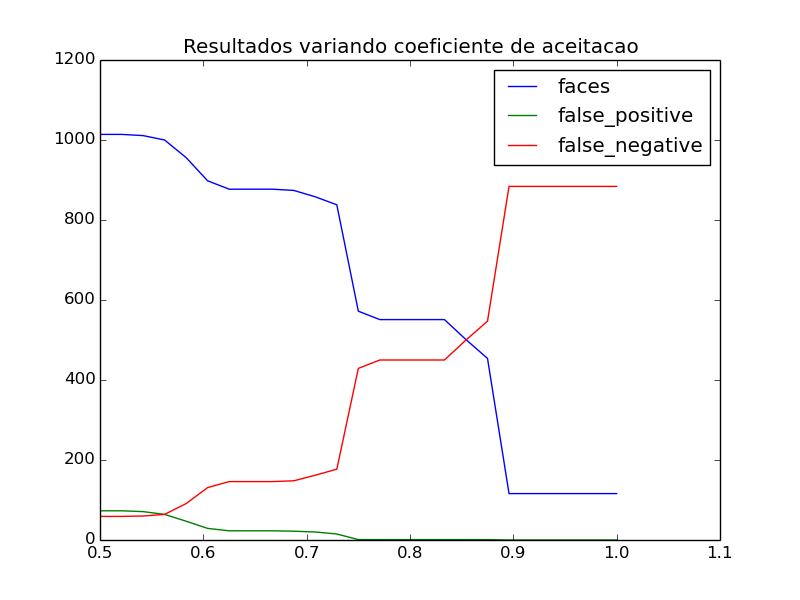 Resultados variando coeficiente de aceitacao
1200
1000
800
600
400
200
0
faces
false_positive
false_negative
0.5 0.6 0.7 0.8 0.9 1.0 1.1